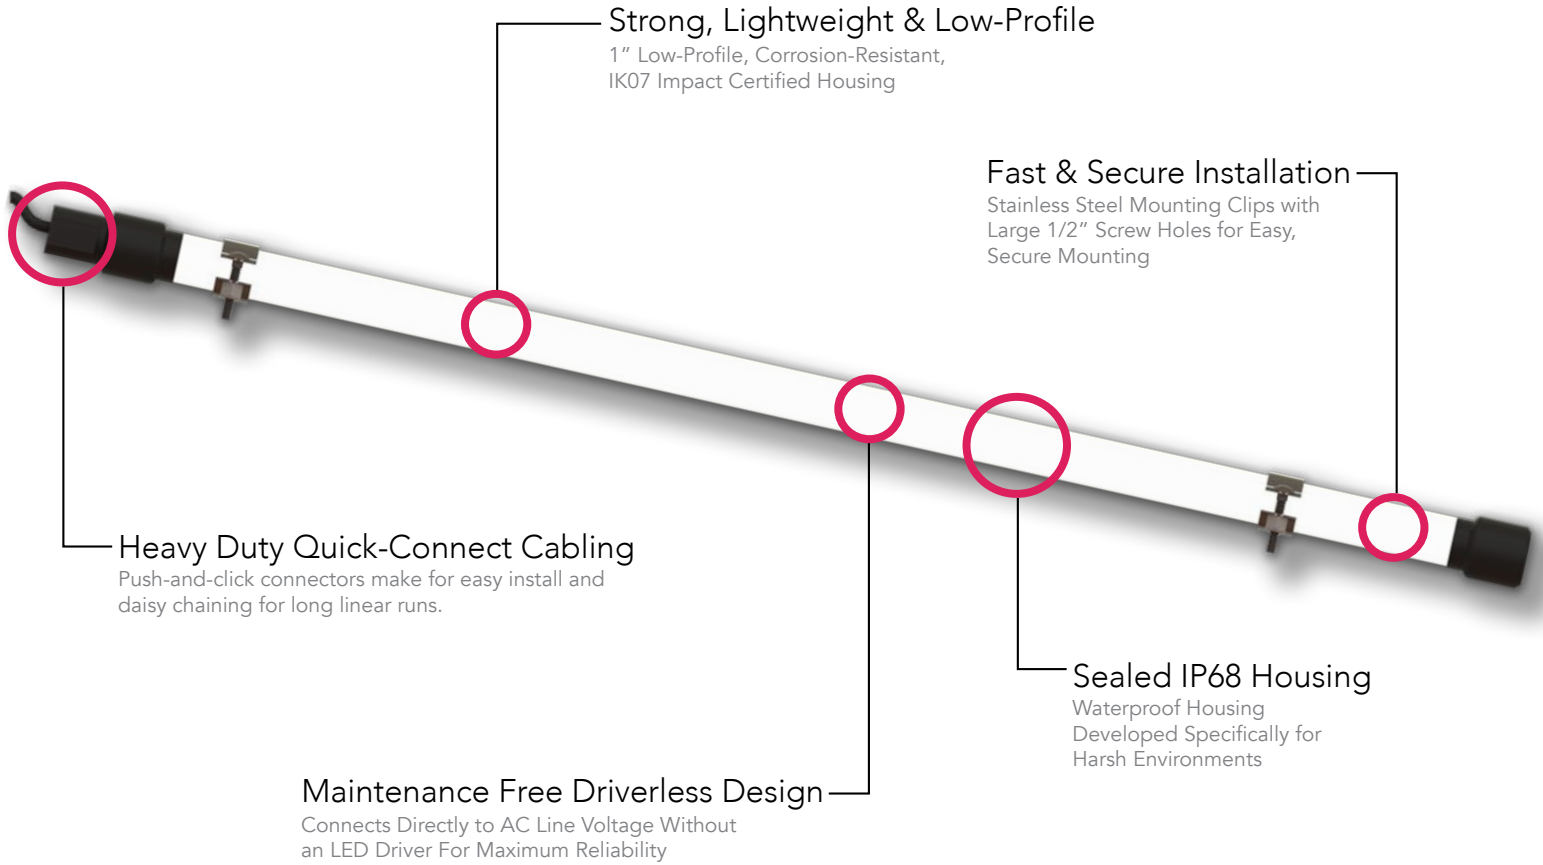 Strong, Lightweight & Low-Profile
1” Low-Profile, Corrosion-Resistant,
IK07 Impact Certified Housing
Fast & Secure Installation
Stainless Steel Mounting Clips with
Large 1/2” Screw Holes for Easy,
Secure Mounting
Heavy Duty Quick-Connect Cabling
Push-and-click connectors make for easy install and
daisy chaining for long linear runs.
Sealed IP68 Housing
Waterproof Housing
Developed Specifically for
Harsh Environments
Maintenance Free Driverless Design
Connects Directly to AC Line Voltage Without
an LED Driver For Maximum Reliability